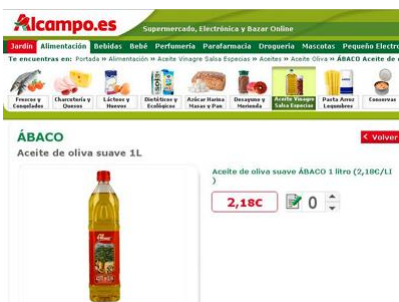 Alcampo.es
Supermercado, Electrónica y Bazar Online
Jardín Alimentación Bebidas Bebé Perfumería Parafarmacia Droguería Mascotas Pequeño Electro
Te encuentras en: Portada » Alimentación » Aceite Vinagre Salsa Especias » Aceites » Aceite Oliva » ÁBACO Aceite de o
Frescos y Congelados
Charcutería y Quesos
Lácteos y Huevos
Dietéticos y Ecológicos
Azúcar Harina Masas y Pan
Desayuno y Merienda
Aceite Vinagre Salsa Especias
Pasta Arroz Legumbres
Conservas
ÁBACO
Volver
Aceite de oliva suave 1L
Aceite de oliva suave ÁBACO 1 litro (2,18€/LI
)
2,18€
0